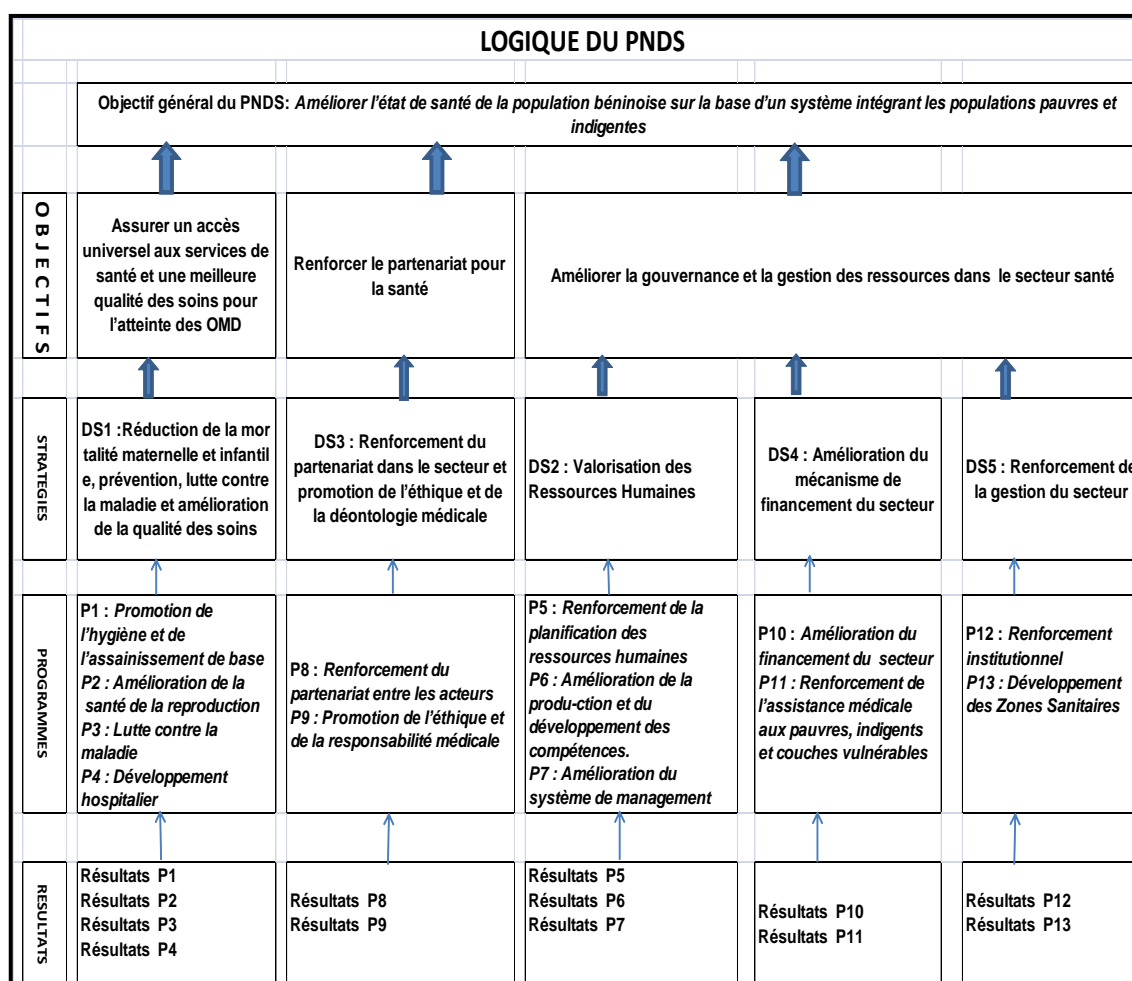 LOGIQUE DU PNDS
Objectif général du PNDS: Améliorer l’état de santé de la population béninoise sur la base d’un système intégrant les populations pauvres et
indigentes
OBJECTIFS
Assurer un accès
universel aux services de
santé et une meilleure
qualité des soins pour
l’atteinte des OMD
Renforcer le partenariat pour
la santé
Améliorer la gouvernance et la gestion des ressources dans le secteur santé
STRATEGIES
DS1 :Réduction de la mor
talité maternelle et infantil
e, prévention, lutte contre
la maladie et amélioration
de la qualité des soins
DS3 : Renforcement du
partenariat dans le secteur et
promotion de l’éthique et de
la déontologie médicale
DS2 : Valorisation des
Ressources Humaines
DS4 : Amélioration du
mécanisme de
financement du secteur
DS5 : Renforcement de
la gestion du secteur
PROGRAMMES
P1 : Promotion de
l’hygiène et de
l’assainissement de base
P2 : Amélioration de la
santé de la reproduction
P3 : Lutte contre la
maladie
P4 : Développement
hospitalier
P8 : Renforcement du
partenariat entre les acteurs
P9 : Promotion de l’éthique et
de la responsabilité médicale
P5 : Renforcement de la
planification des
ressources humaines
P6 : Amélioration de la
produ-ction et du
développement des
compétences.
P7 : Amélioration du
système de management
P10 : Amélioration du
financement du secteur
P11 : Renforcement de
l’assistance médicale
aux pauvres, indigents
et couches vulnérables
P12 : Renforcement
institutionnel
P13 : Développement
des Zones Sanitaires
RESULTATS
Résultats P1
Résultats P2
Résultats P3
Résultats P4
Résultats P8
Résultats P9
Résultats P5
Résultats P6
Résultats P7
Résultats P10
Résultats P11
Résultats P12
Résultats P13